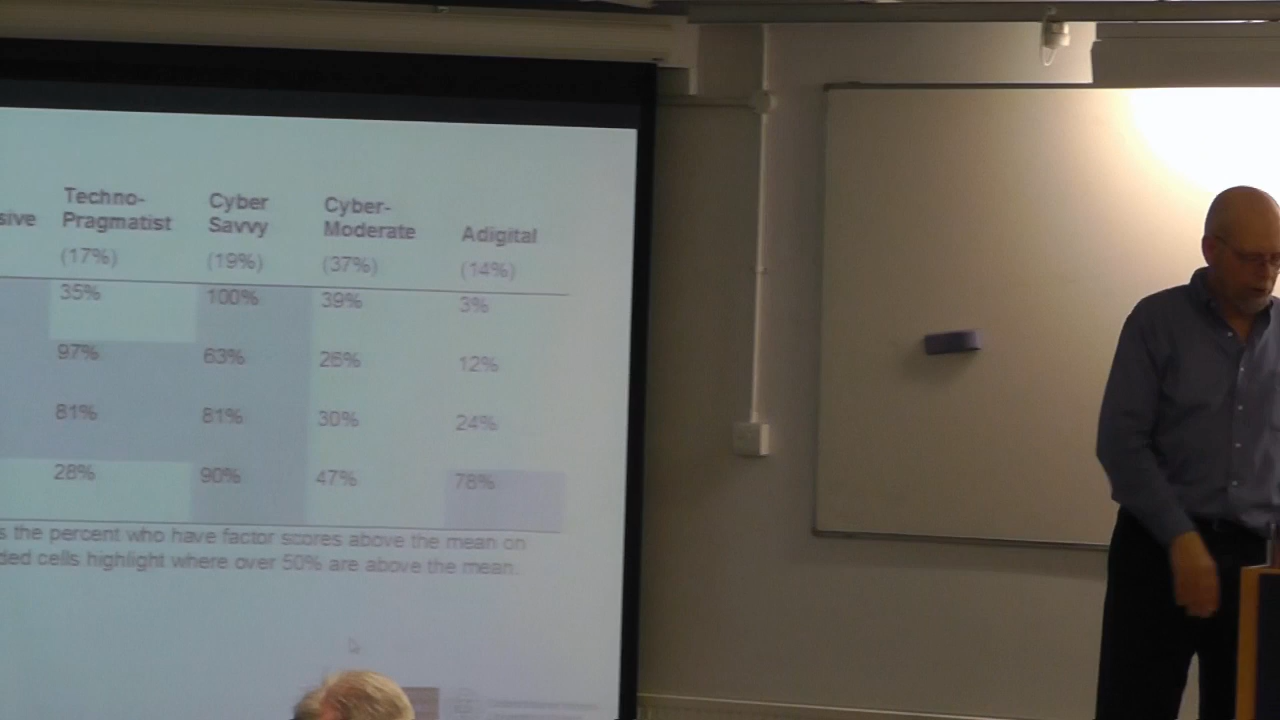 Techno- Cyber Cyber-
sive Pragmatist Savvy Moderate Adigital
(17%) (19%) (37%) (14%)
35% 100% 39% 3%
97% 63% 26% 12%
81% 81% 30% 24%
28% 90% 47% 78%
s the percent who have factor scores above the mean on
ded cells highlight where over 50% are above the mean.